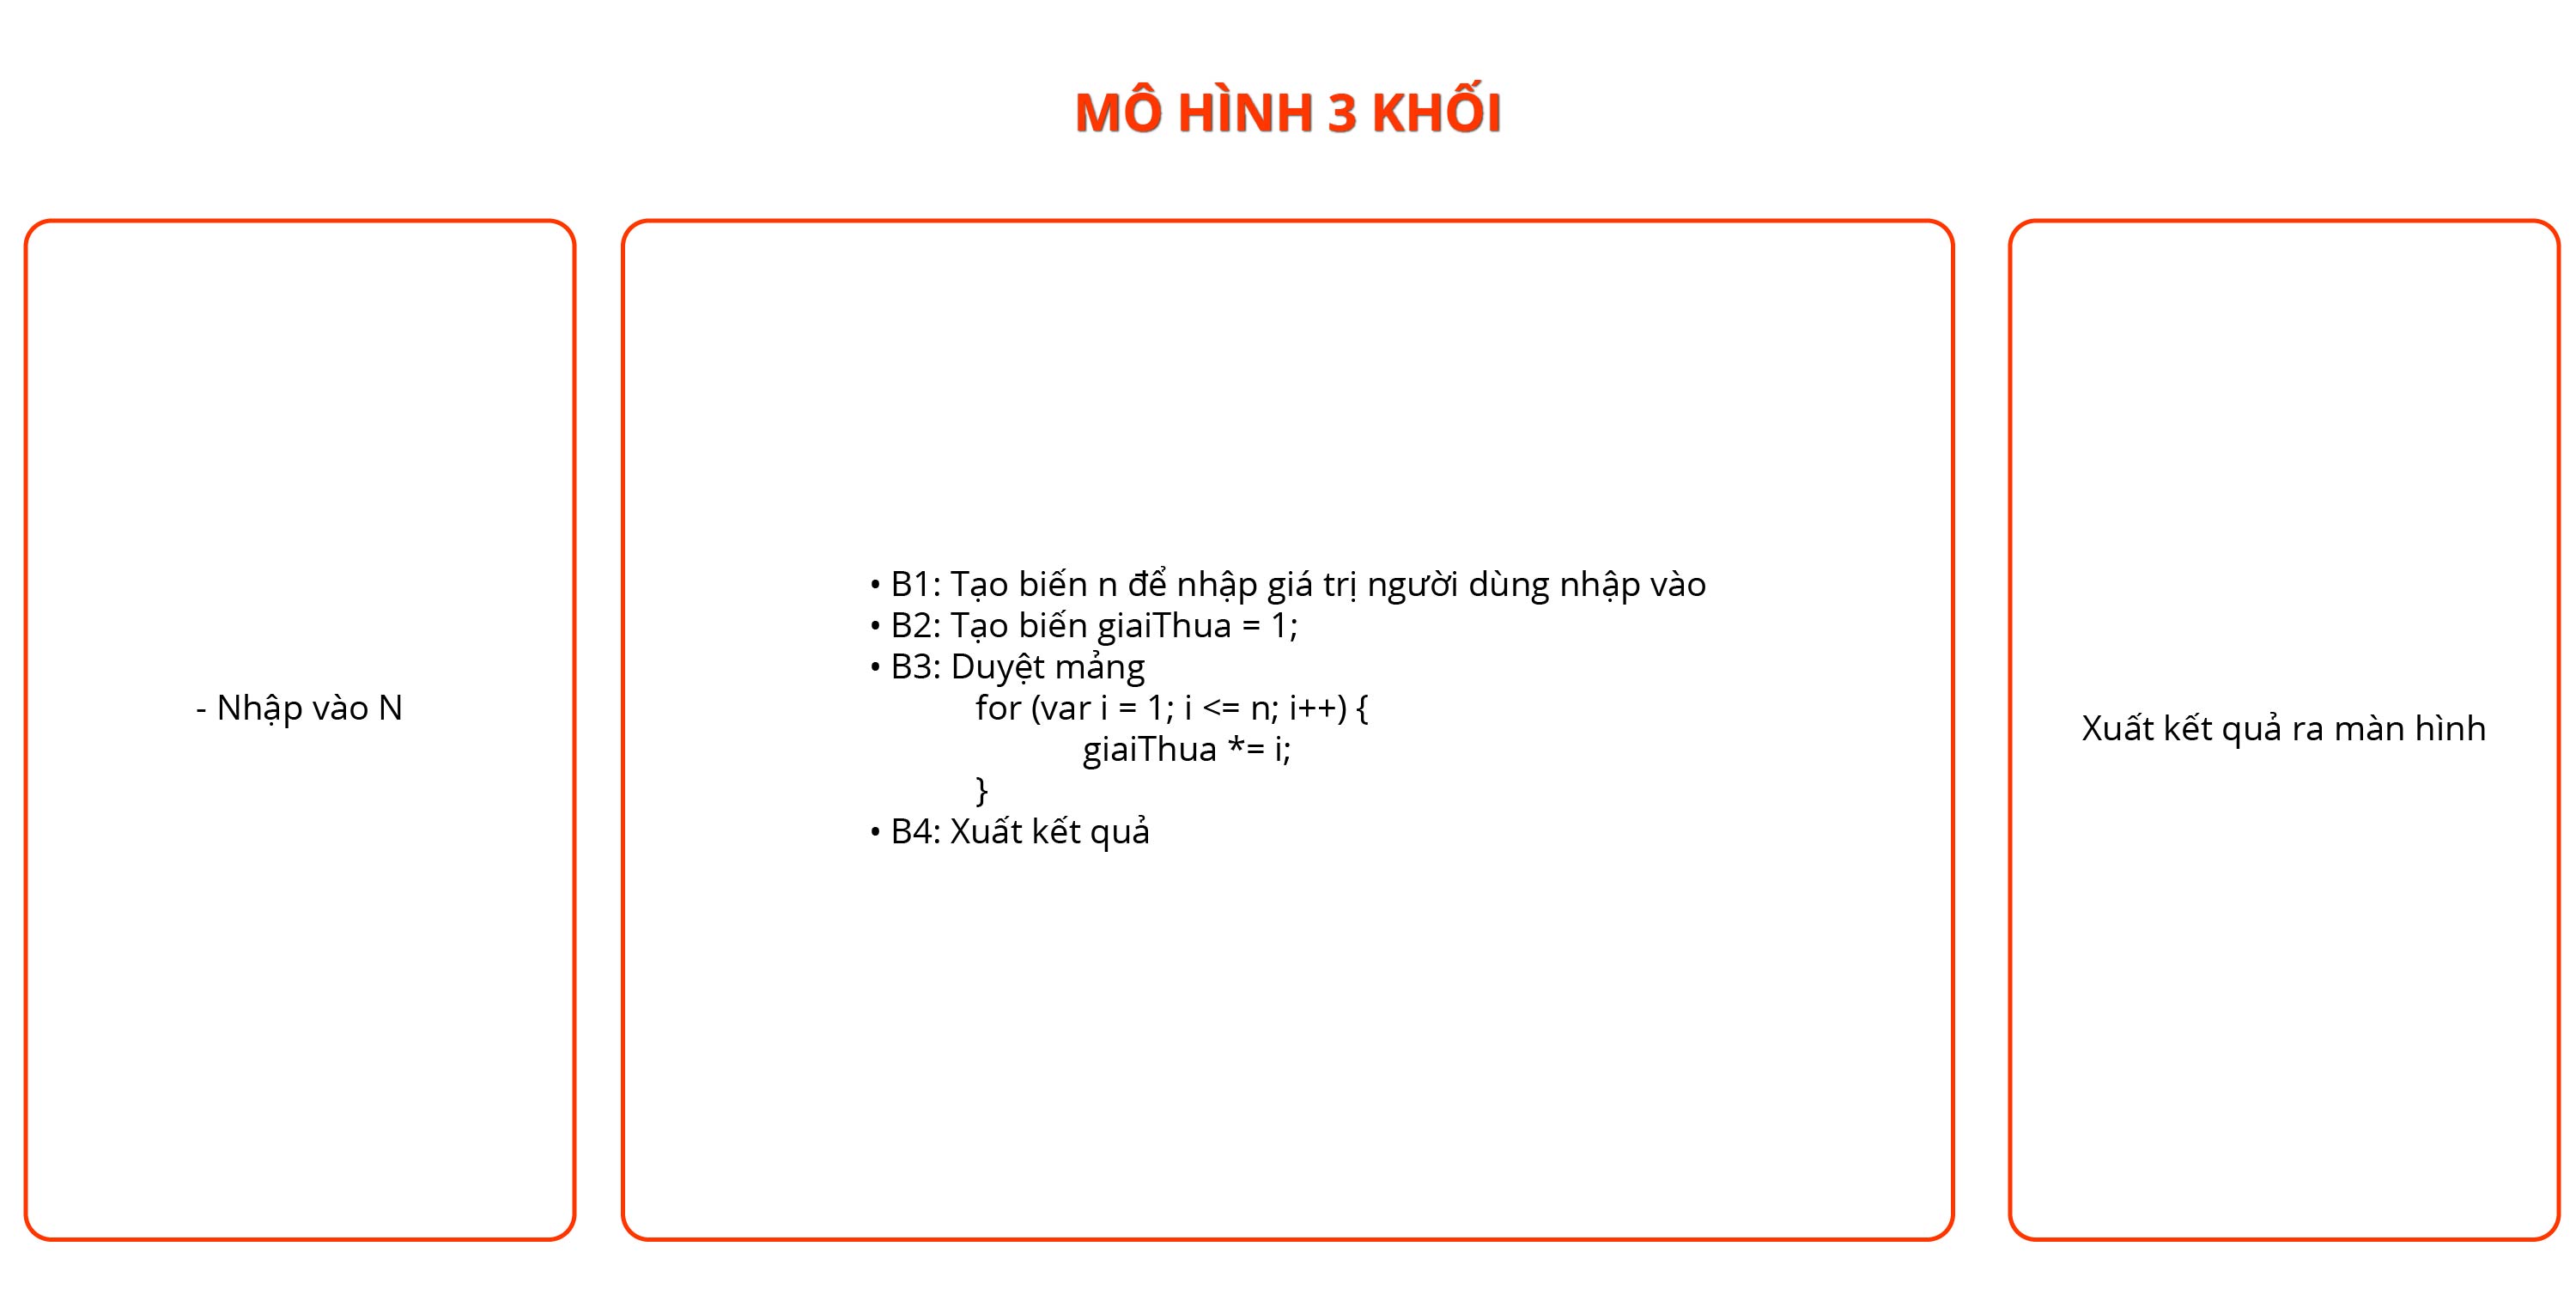 MÔ HÌNH 3 KHỐI
- Nhập vào N
• B1: Tạo biến n để nhập giá trị người dùng nhập vào
• B2: Tạo biến giaiThua = 1;
• B3: Duyệt mảng
for (var i = 1; i <= n; i++) {
giaiThua *= i;
}
• B4: Xuất kết quả
Xuất kết quả ra màn hình